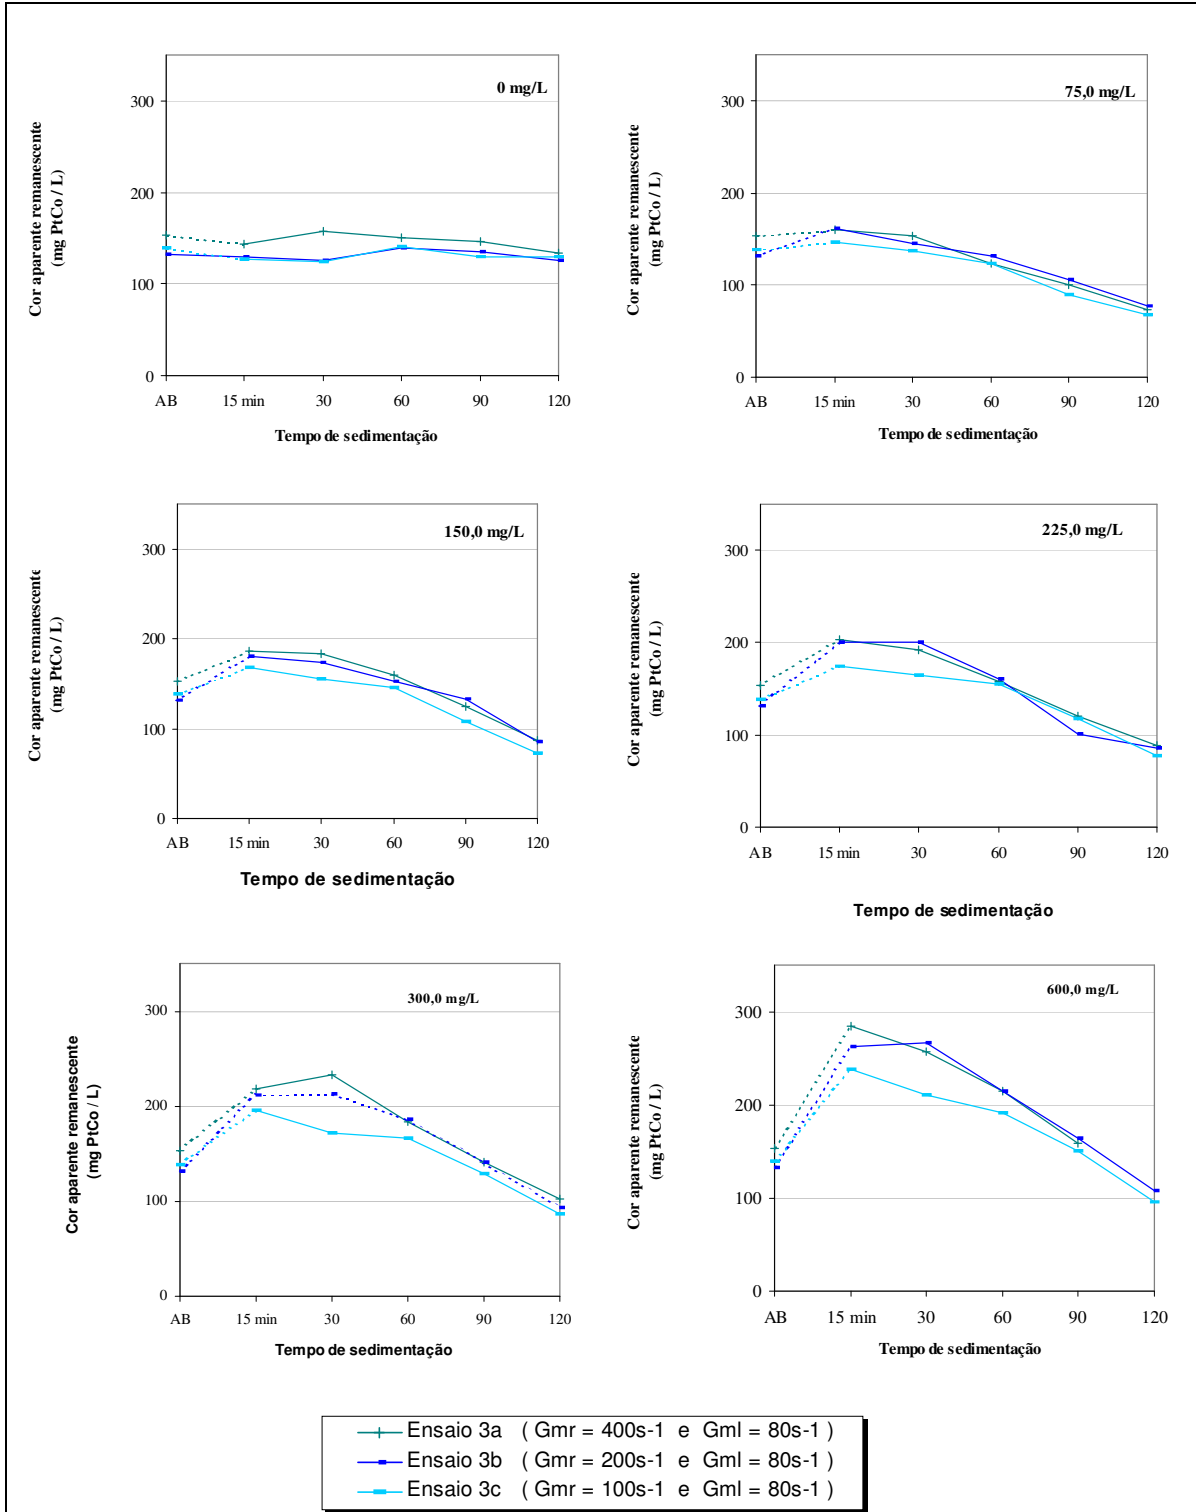 0 mg/L
300
200
100
0
AB 15 min 30 60 90 120
Tempo de sedimentação
Cor aparente remanescente
(mg PtCo / L)
75,0 mg/L
300
200
100
0
AB 15 min 30 60 90 120
Tempo de sedimentação
Cor aparente remanescente
(mg PtCo / L)
150,0 mg/L
300
200
100
0
AB 15 min 30 60 90 120
Tempo de sedimentação
Cor aparente remanescente
(mg PtCo / L)
225,0 mg/L
300
200
100
0
AB 15 min 30 60 90 120
Tempo de sedimentação
Cor aparente remanescente
(mg PtCo / L)
300,0 mg/L
300
200
100
0
AB 15 min 30 60 90 120
Tempo de sedimentação
Cor aparente remanescente
(mg PtCo / L)
600,0 mg/L
300
200
100
0
AB 15 min 30 60 90 120
Tempo de sedimentação
Cor aparente remanescente
(mg PtCo / L)
Ensaio 3a ( Gmr = 400s-1 e Gml = 80s-1 )
Ensaio 3b ( Gmr = 200s-1 e Gml = 80s-1 )
Ensaio 3c ( Gmr = 100s-1 e Gml = 80s-1 )